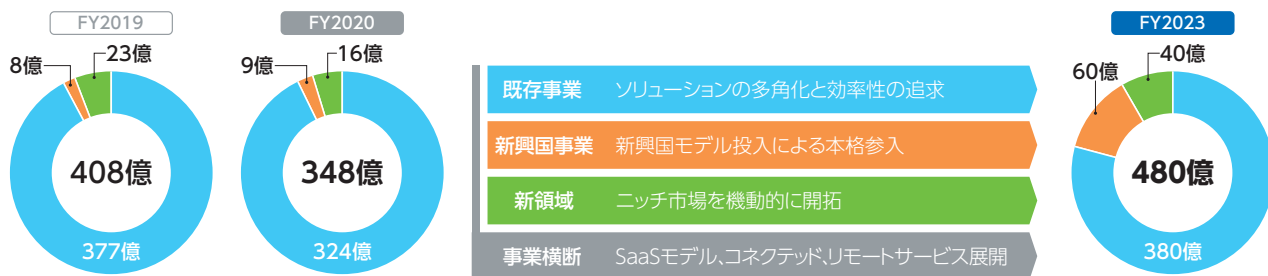 FY2019
8億
23億
408億
377億
FY2020
9億
16億
348億
324億
既存事業 ソリューションの多角化と効率性の追求
新興国事業 新興国モデル投入による本格参入
新領域 ニッチ市場を機動的に開拓
事業横断 SaaSモデル、コネクテッド、リモートサービス展開
FY2023
60億
40億
480億
380億